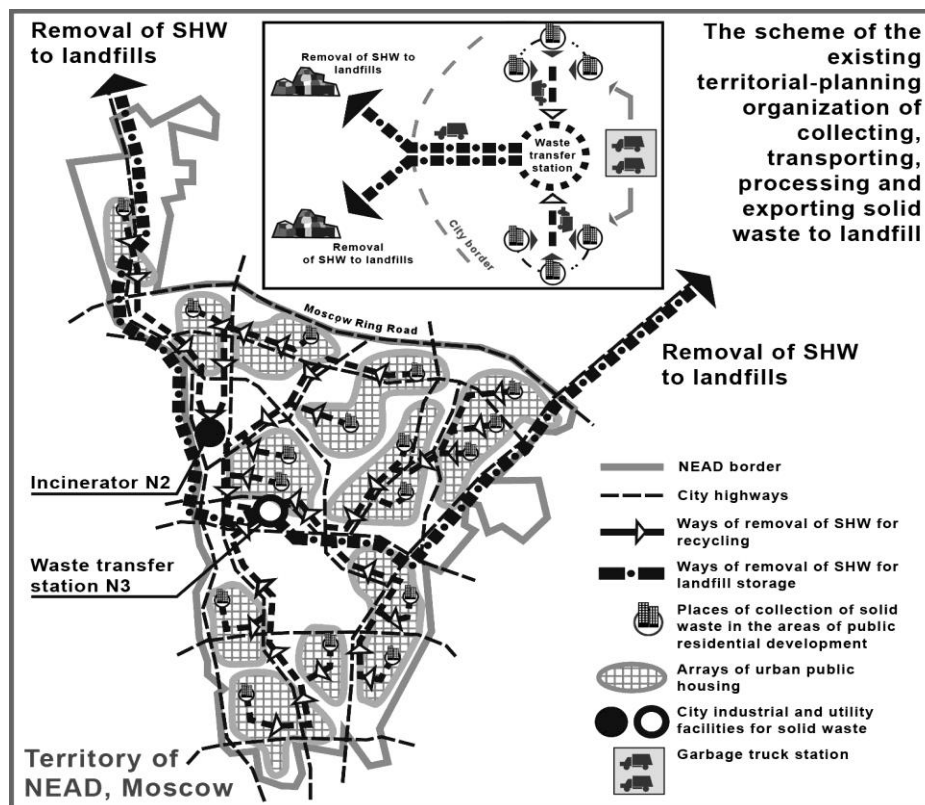 Removal of SHW
to landfills
Removal of SHW to
landfills
Waste
transfer
station
City border
Removal
of SHW to landfills
The scheme of the
existing
territorial-planning
organization of
collecting,
transporting,
processing and
exporting solid
waste to landfill
Moscow Ring Road
Removal of SHW
to landfills
Incinerator N2
Waste transfer
station N3
NEAD border
City highways
Ways of removal of SHW for
recycling
Ways of removal of SHW for
landfill storage
Places of collection of solid
waste in the areas of public
residential development
Arrays of urban public
housing
City industrial and utility
facilities for solid waste
Garbage truck station
Territory of
NEAD, Moscow